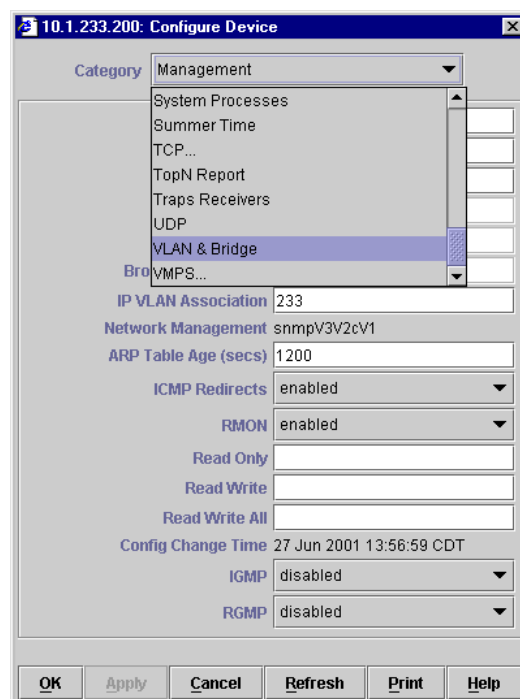 10.1.233.200: Configure Device
Category Management
System Processes
Summer Time
TCP...
TopN Report
Traps Receivers
UDP
VLAN & Bridge
Bro VMPS...
IP VLAN Association 233
Network Management snmpV3V2cV1
ARP Table Age (secs) 1200
ICMP Redirects enabled
RMON enabled
Read Only
Read Write
Read Write All
Config Change Time 27 Jun 2001 13:56:59 CDT
IGMP disabled
RGMP disabled
OK Apply Cancel Refresh Print Help